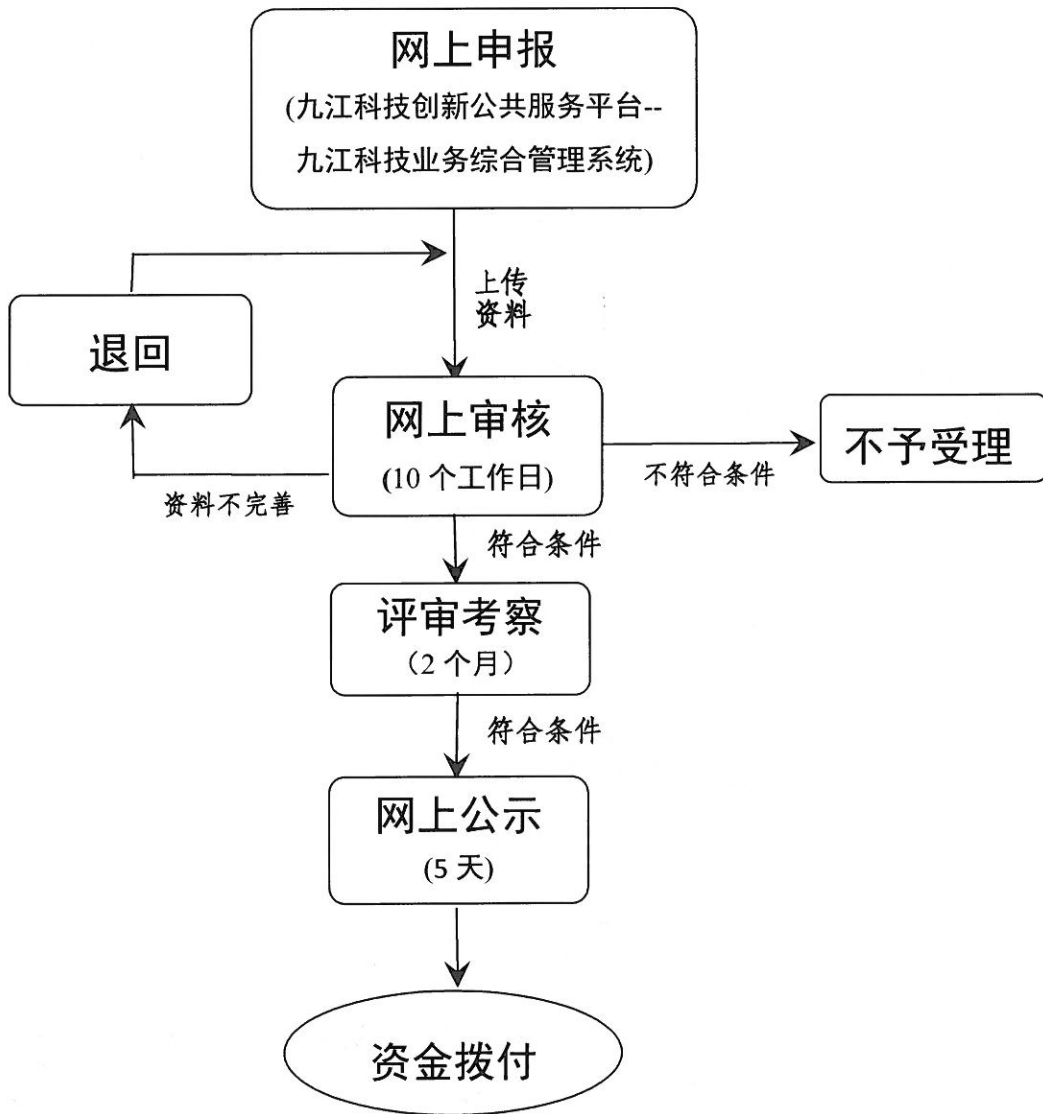 网上申报
(九江科技创新公共服务平台--
九江科技业务综合管理系统)
上传
资料
退回
网上审核
(10 个工作日)
不予受理
资料不完善
不符合条件
符合条件
评审考察
（2 个月）
符合条件
网上公示
(5 天)
资金拨付